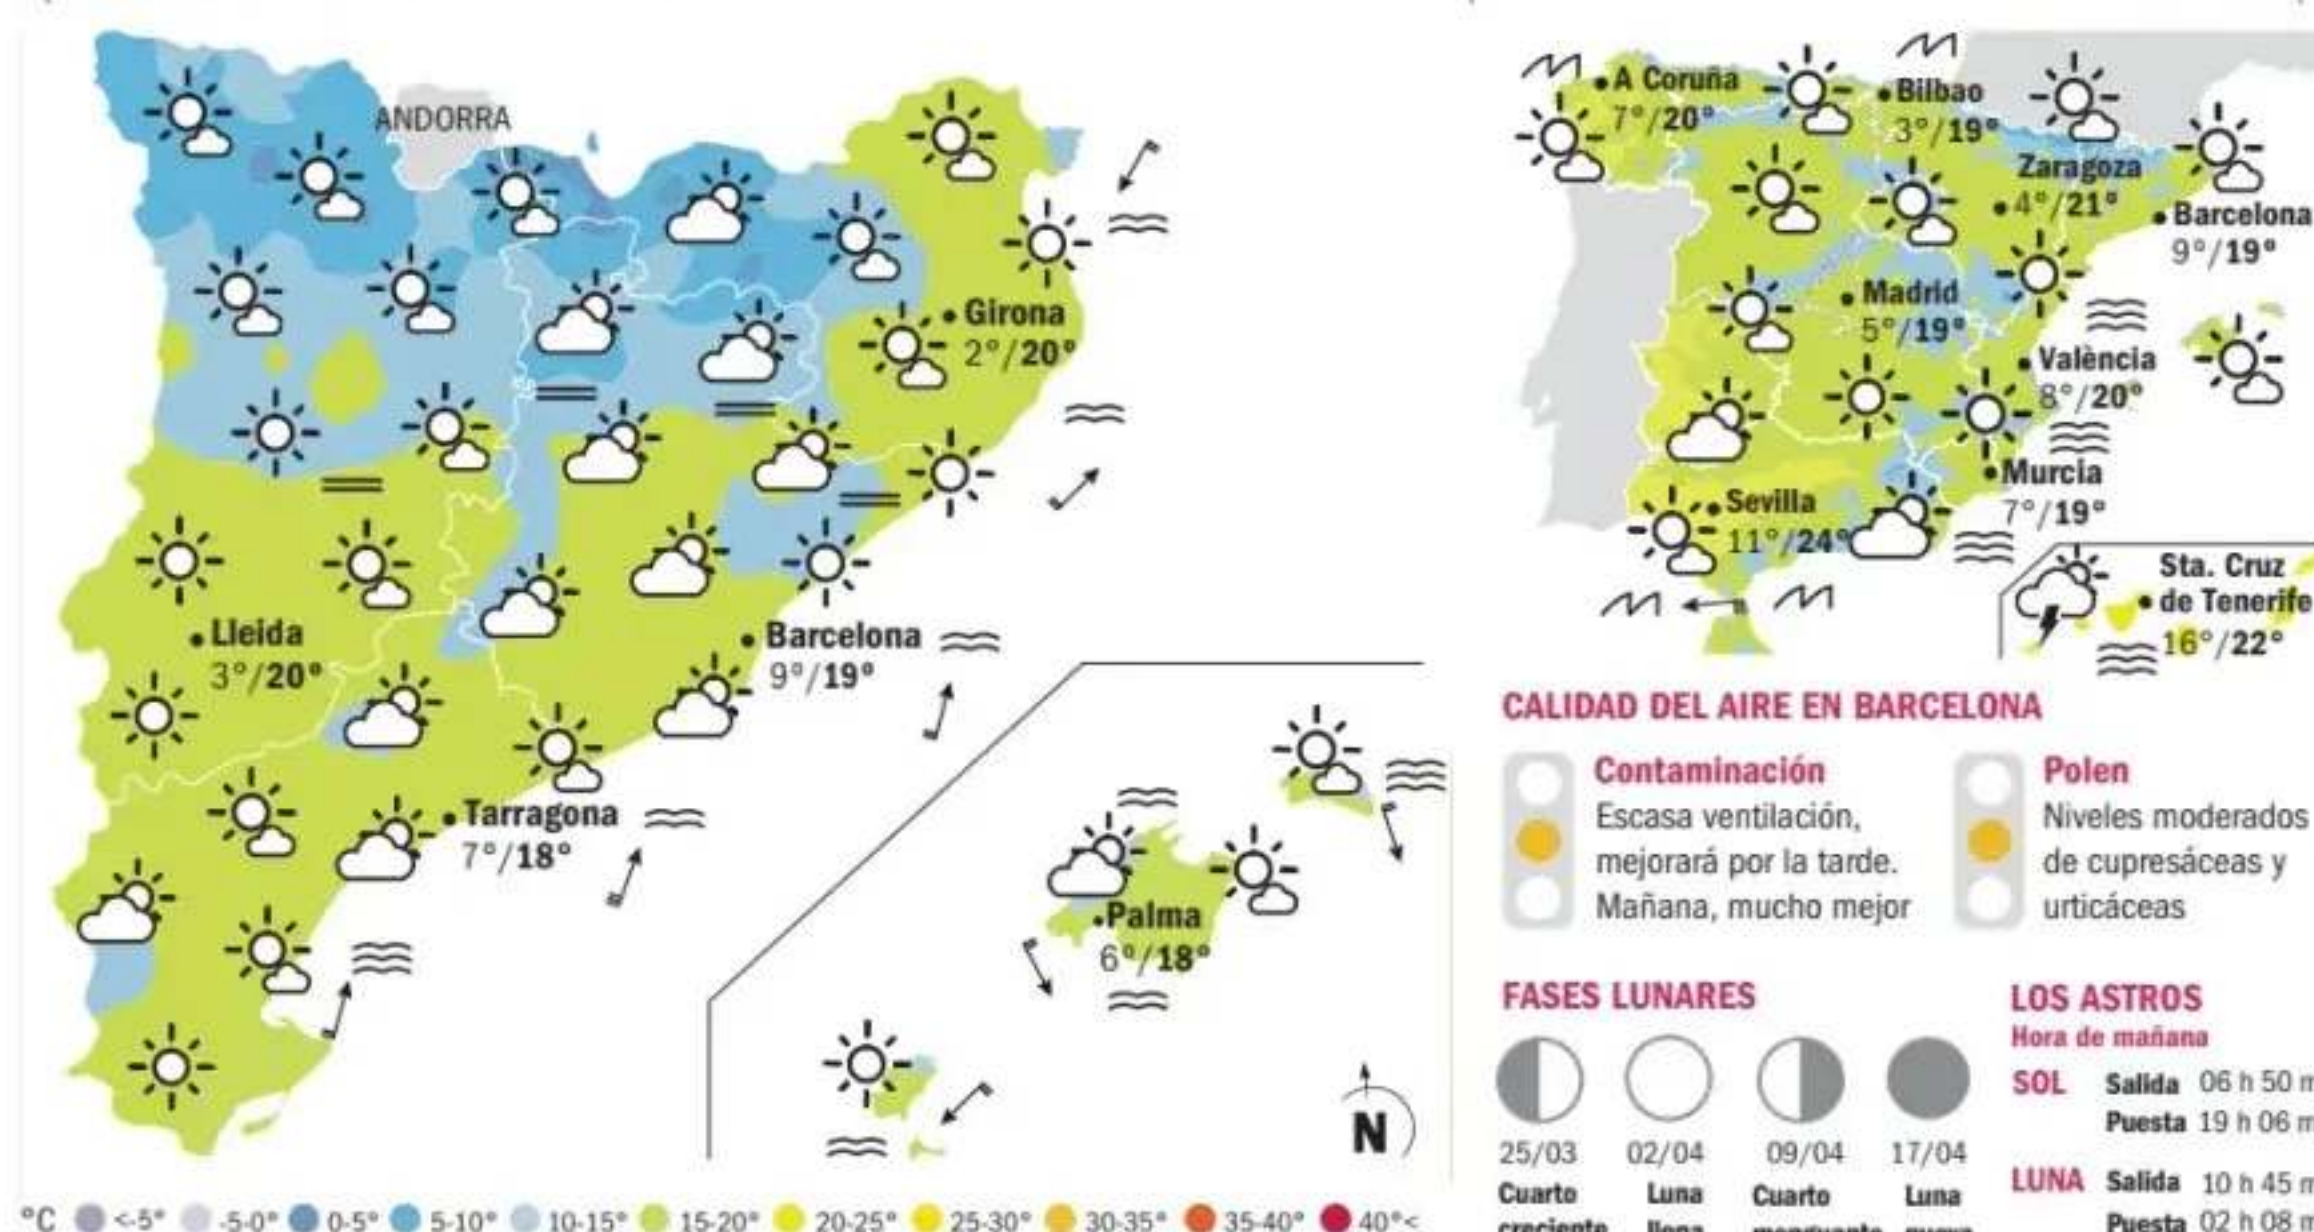 ANDORRA
Girona
2°/20°
Lleida
3°/20°
Barcelona
9°/19°
Tarragona
7°/18°
Palma
6°/18°
N
°C <-5° -5-0° 0-5° 5-10° 10-15° 15-20° 20-25° 25-30° 30-35° 35-40° 40°<
A Coruña
7°/20°
Bilbao
3°/19°
Zaragoza
4°/21°
Barcelona
9°/19°
Madrid
5°/19°
València
8°/20°
Murcia
7°/19°
Sevilla
11°/24°
Sta. Cruz
de Tenerife
16°/22°
CALIDAD DEL AIRE EN BARCELONA
Contaminación
Escasa ventilación,
mejorará por la tarde.
Mañana, mucho mejor
Polen
Niveles moderados
de cupresáceas y
urticáceas
FASES LUNARES
25/03 02/04 09/04 17/04
Cuarto Luna Cuarto Luna
creciente llena menguante nueva
LOS ASTROS
Hora de mañana
SOL Salida 06 h 50 m
Puesta 19 h 06 m
LUNA Salida 10 h 45 m
Puesta 02 h 08 m